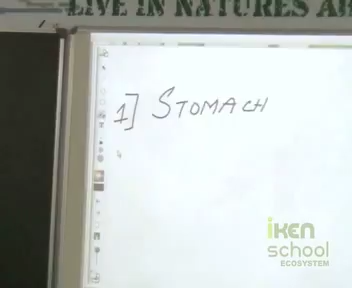 LIVE IN NATURES
1] STOMACH
iKEN
school
ECOSYSTEM